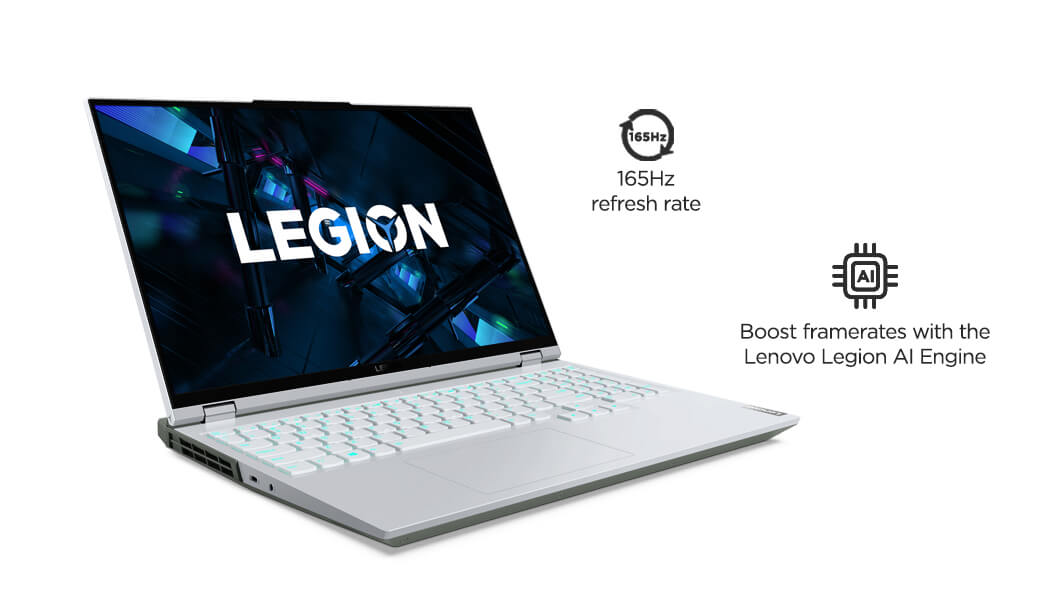 LEGION
165Hz
165Hz
refresh rate
AI
Boost framerates with the
Lenovo Legion AI Engine